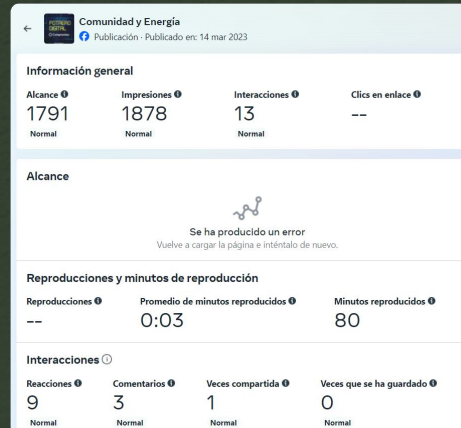 Comunidad y Energía
Publicación · Publicado en: 14 mar 2023
Información general
Alcance Impresiones Interacciones Clics en enlace
1791 1878 13 --
Normal Normal Normal
Alcance
Se ha producido un error
Vuelve a cargar la página e inténtalo de nuevo.
Reproducciones y minutos de reproducción
Reproducciones Promedio de minutos reproducidos Minutos reproducidos
-- 0:03 80
Interacciones
Reacciones Comentarios Veces compartida Veces que se ha guardado
9 3 1 0
Normal Normal Normal Normal